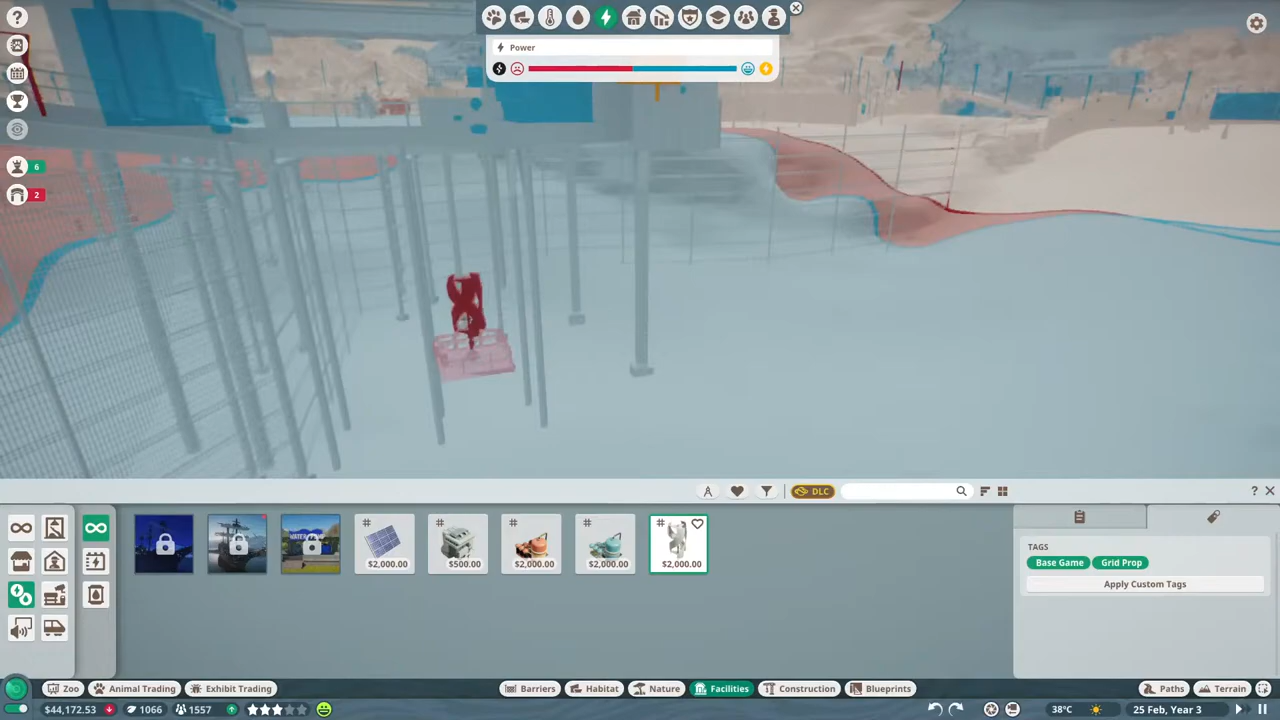 Power
6
2
DLC
WATER
$2,000.00
$500.00
$2,000.00
$2,000.00
$2,000.00
TAGS
Base Game
Grid Prop
Apply Custom Tags
Zoo
Animal Trading
Exhibit Trading
Barriers
Habitat
Nature
Facilities
Construction
Blueprints
Paths
Terrain
$44,172.53
1066
1557
38°C
25 Feb, Year 3